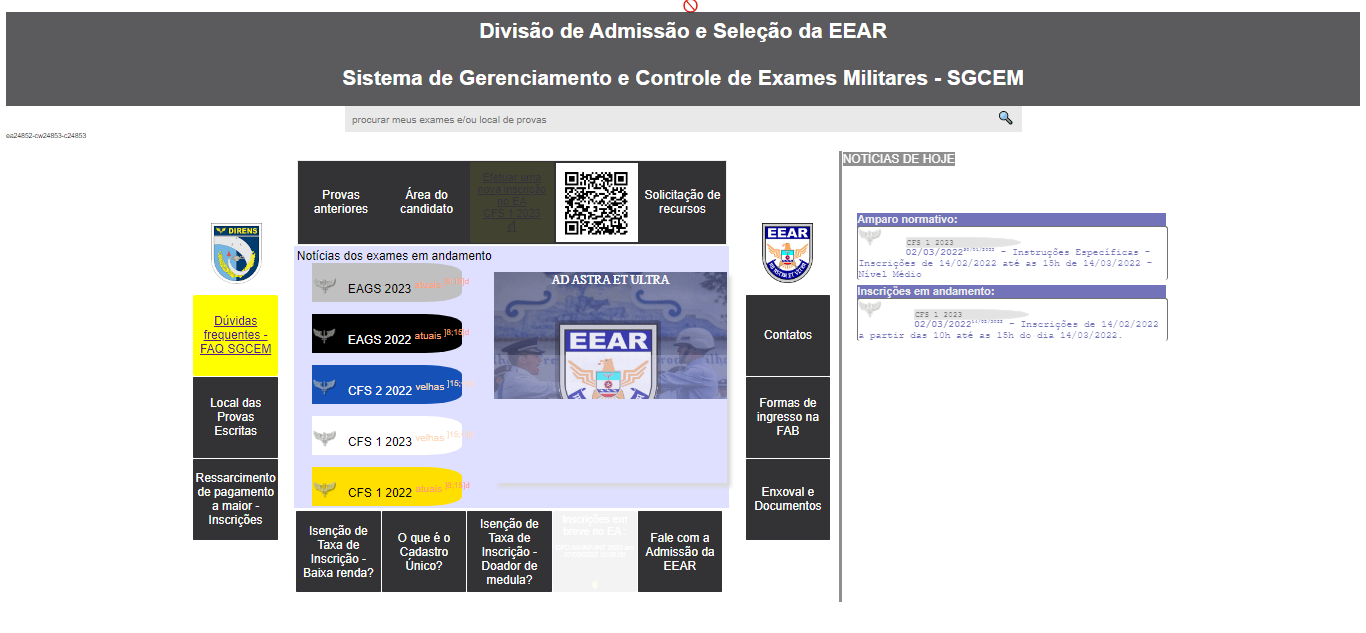 Divisão de Admissão e Seleção da EEAR
Sistema de Gerenciamento e Controle de Exames Militares - SGCEM
procurar meus exames e/ou local de provas
ea24852-cw24853-c24853
NOTÍCIAS DE HOJE
Provas
anteriores
Área do
candidato
Efetuar uma
nova inscrição
no EA
CFS 1 2023
Solicitação de
recursos
DIRENS
EEAR
Dúvidas
frequentes -
FAQ SGCEM
Local das
Provas
Escritas
Ressarcimento
de pagamento
a maior -
Inscrições
Notícias dos exames em andamento
EAGS 2023 atuais
EAGS 2022 atuais ]8;15]d
CFS 2 2022 velhas ]15;
CFS 1 2023 velhas ]15;
CFS 1 2022 atuais ]8;15]d
AD ASTRA ET ULTRA
EEAR
Contatos
Formas de
ingresso na
FAB
Enxoval e
Documentos
Isenção de
Taxa de
Inscrição -
Baixa renda?
O que é o
Cadastro
Único?
Isenção de
Taxa de
Inscrição -
Doador de
medula?
Inscrições em
breve no EA
Fale com a
Admissão da
EEAR
Amparo normativo:
CFS 1 2023
02/03/2022 - Instruções Específicas -
Inscrições de 14/02/2022 até as 15h de 14/03/2022 -
Nível Médio
Inscrições em andamento:
CFS 1 2023
02/03/2022 - Inscrições de 14/02/2022
a partir das 10h até as 15h do dia 14/03/2022.